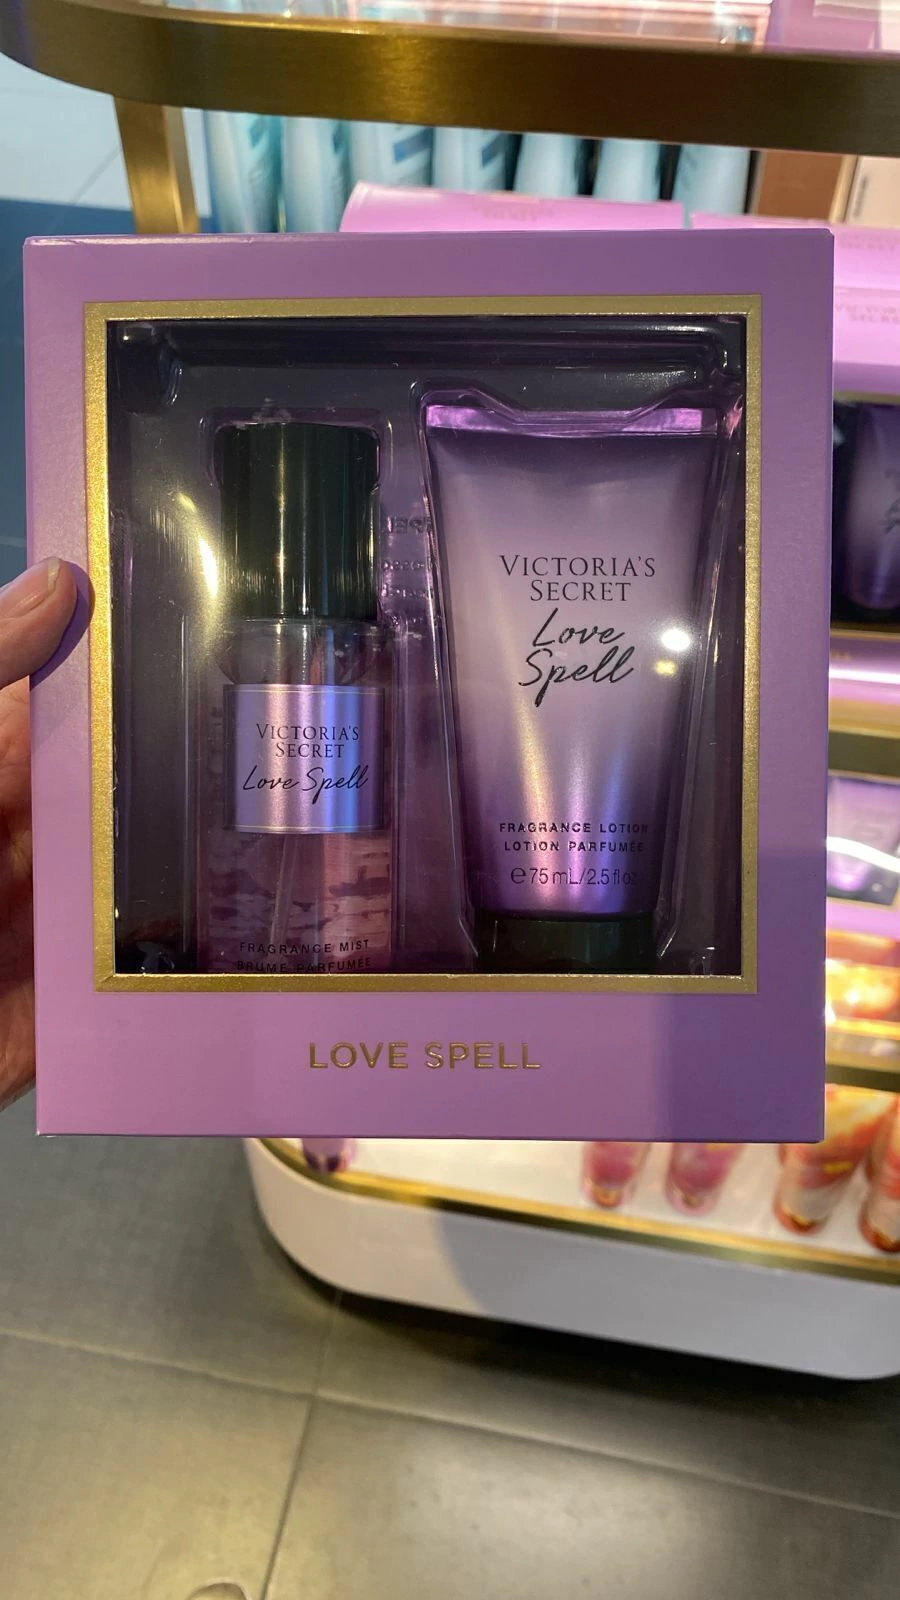 VICTORIA'S
SECRET
Love Spell
FRAGRANCE MIST
BRUME PARFUMÉE
VICTORIA'S
SECRET
Love
Spell
FRAGRANCE LOTION
LOTION PARFUMÉE
℮75 mL/2.5 fl oz
LOVE SPELL